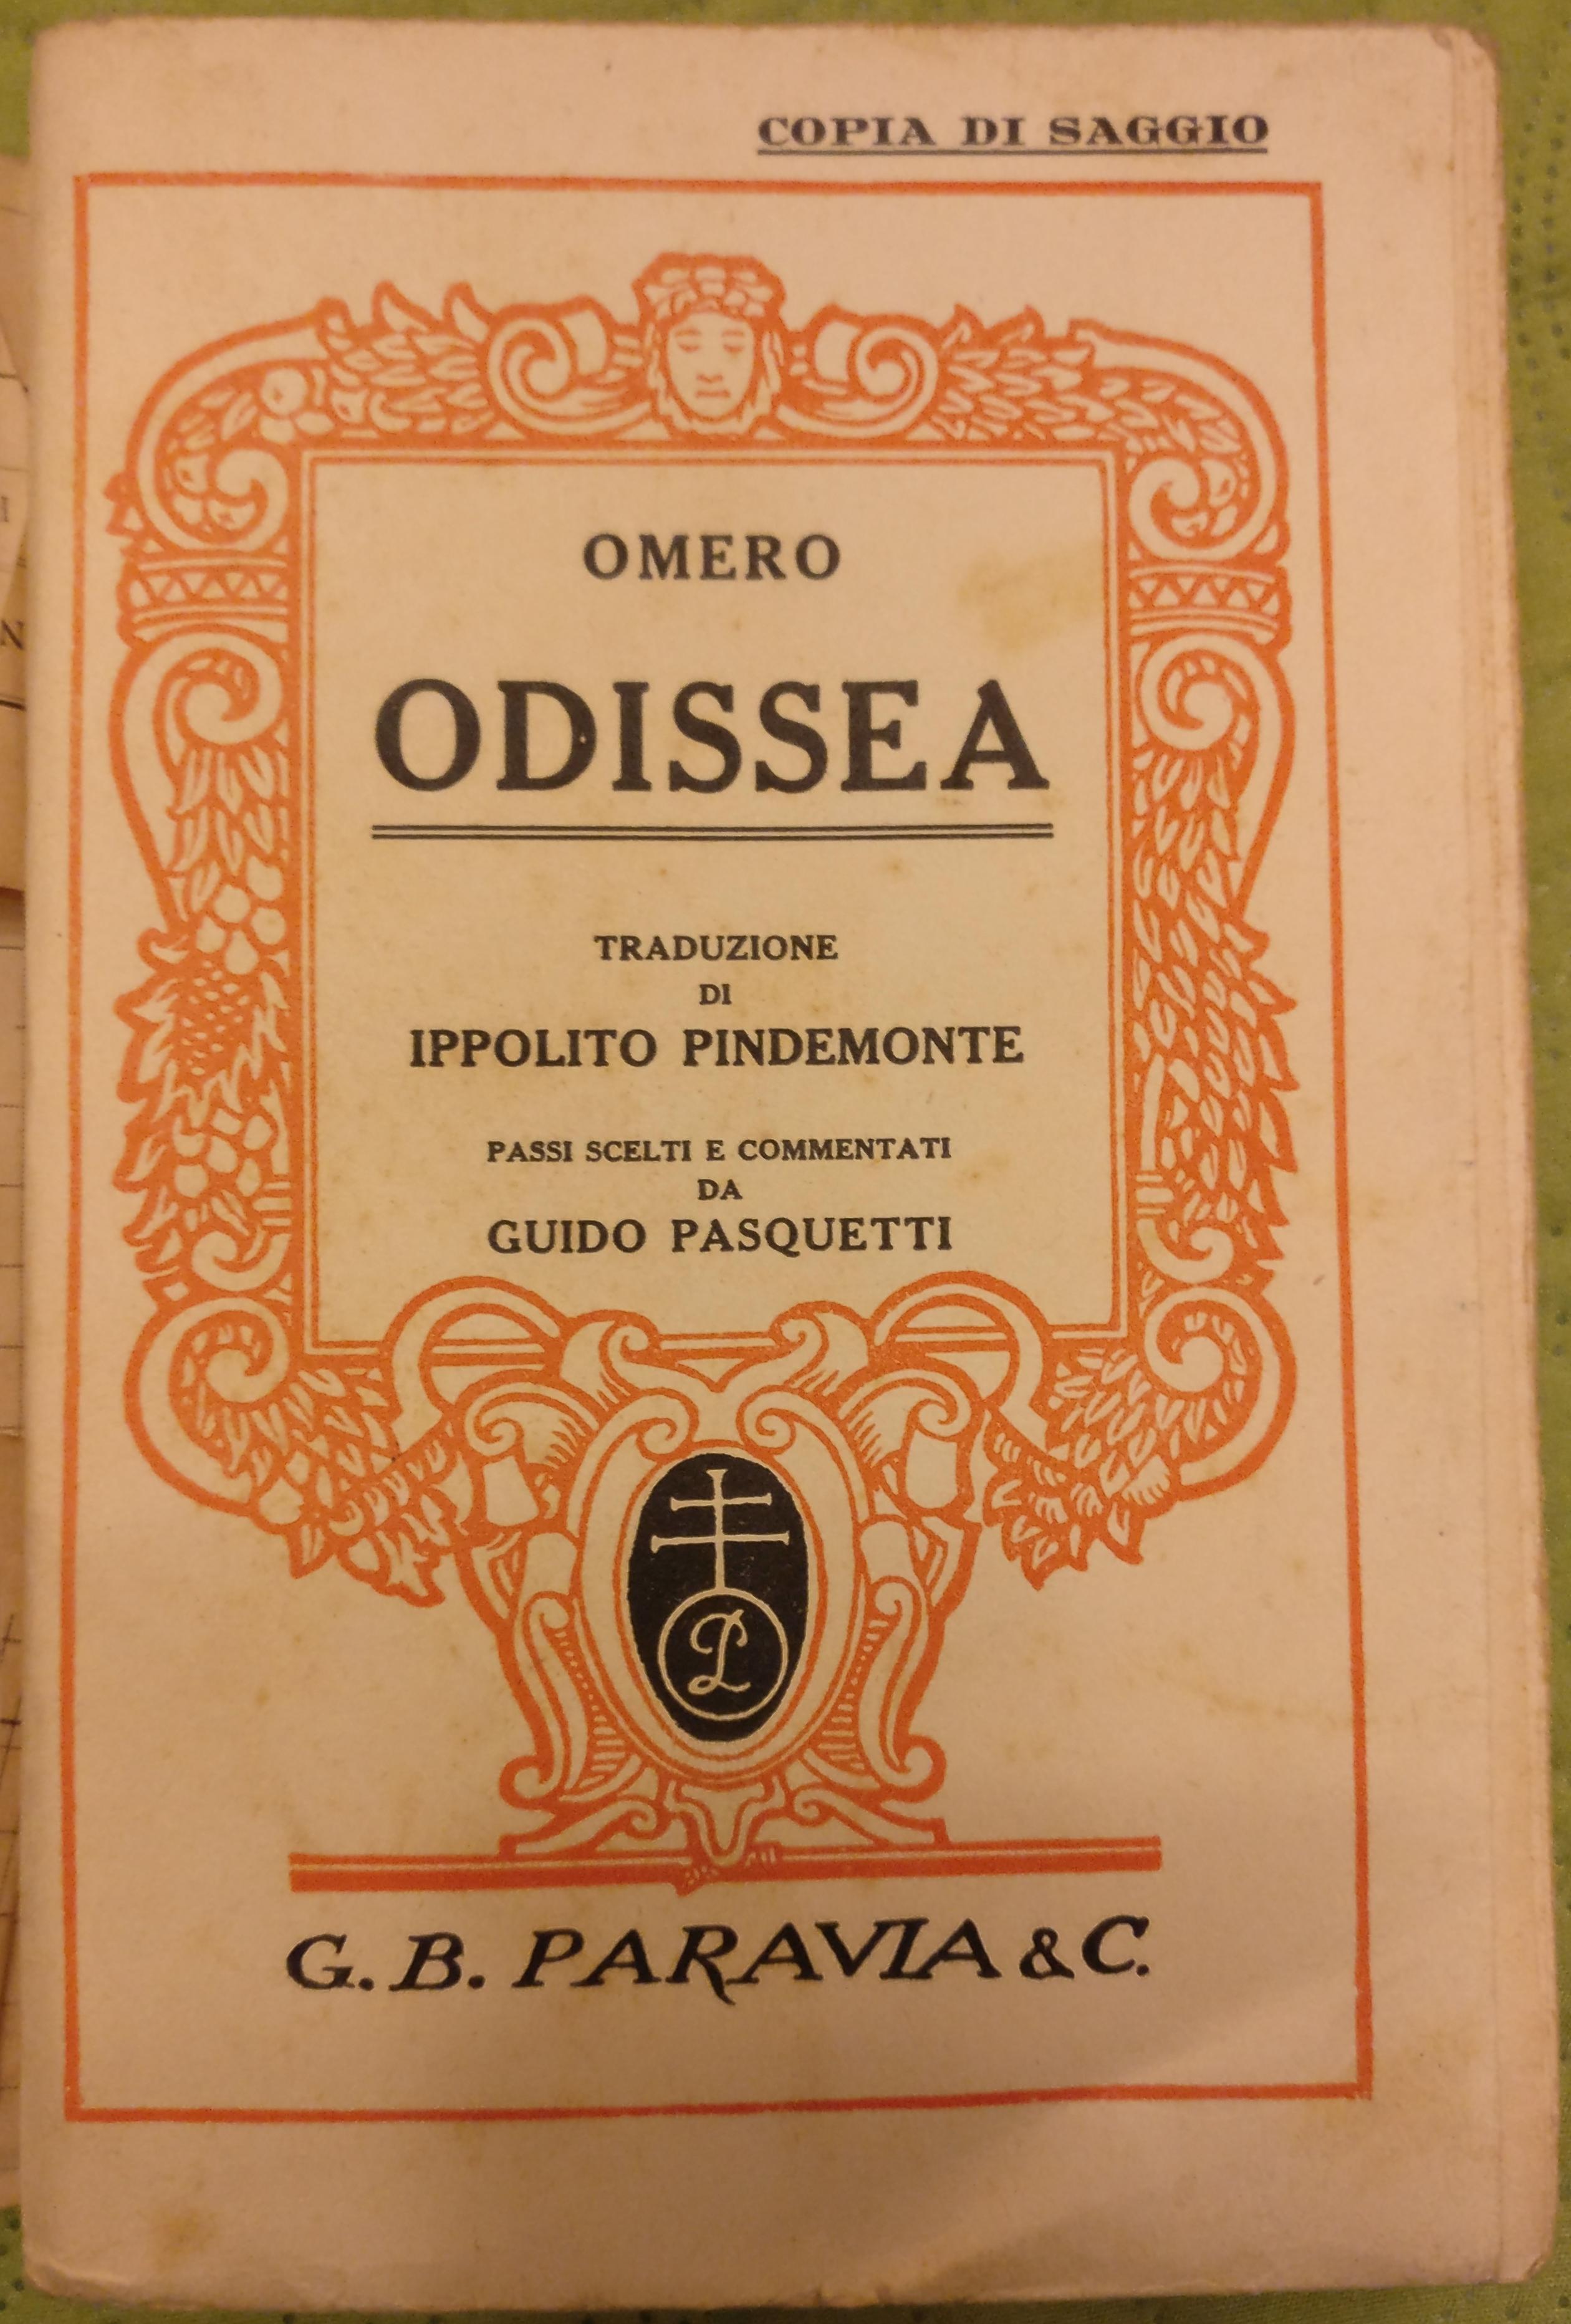 COPIA DI SAGGIO
OMERO
ODISSEA
TRADUZIONE
DI
IPPOLITO PINDEMONTE
PASSI SCELTI E COMMENTATI
DA
GUIDO PASQUETTI
G. B. PARAVIA & C.